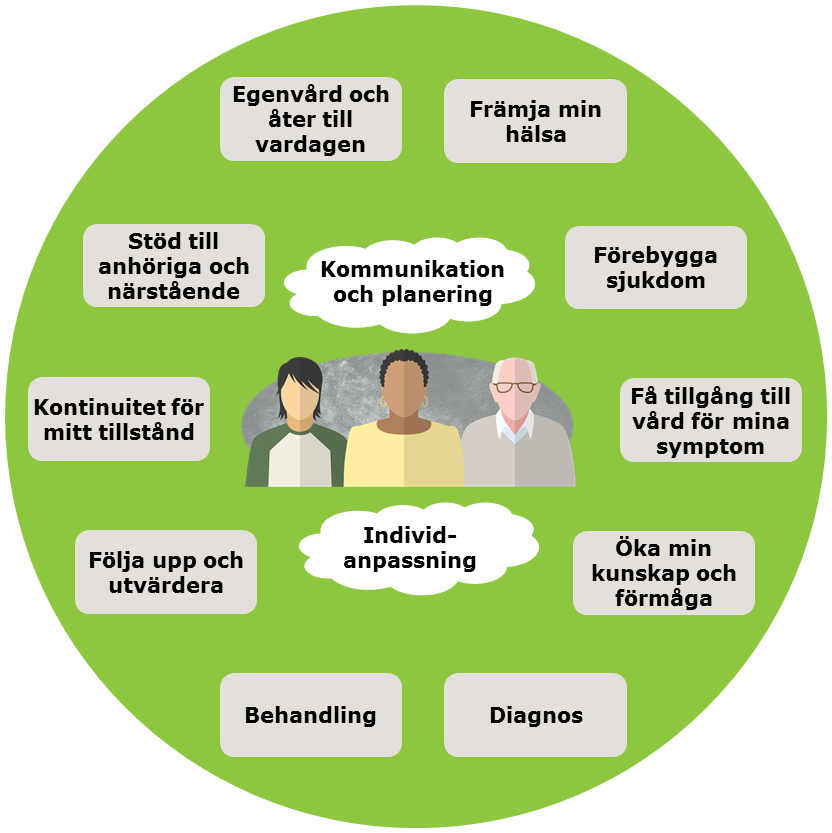 Egenvård och
åter till
vardagen
Främja min
hälsa
Stöd till
anhöriga och
närstående
Kommunikation
och planering
Förebygga
sjukdom
Kontinuitet för
mitt tillstånd
Få tillgång till
vård för mina
symptom
Följa upp och
utvärdera
Individ-
anpassning
Öka min
kunskap och
förmåga
Behandling
Diagnos